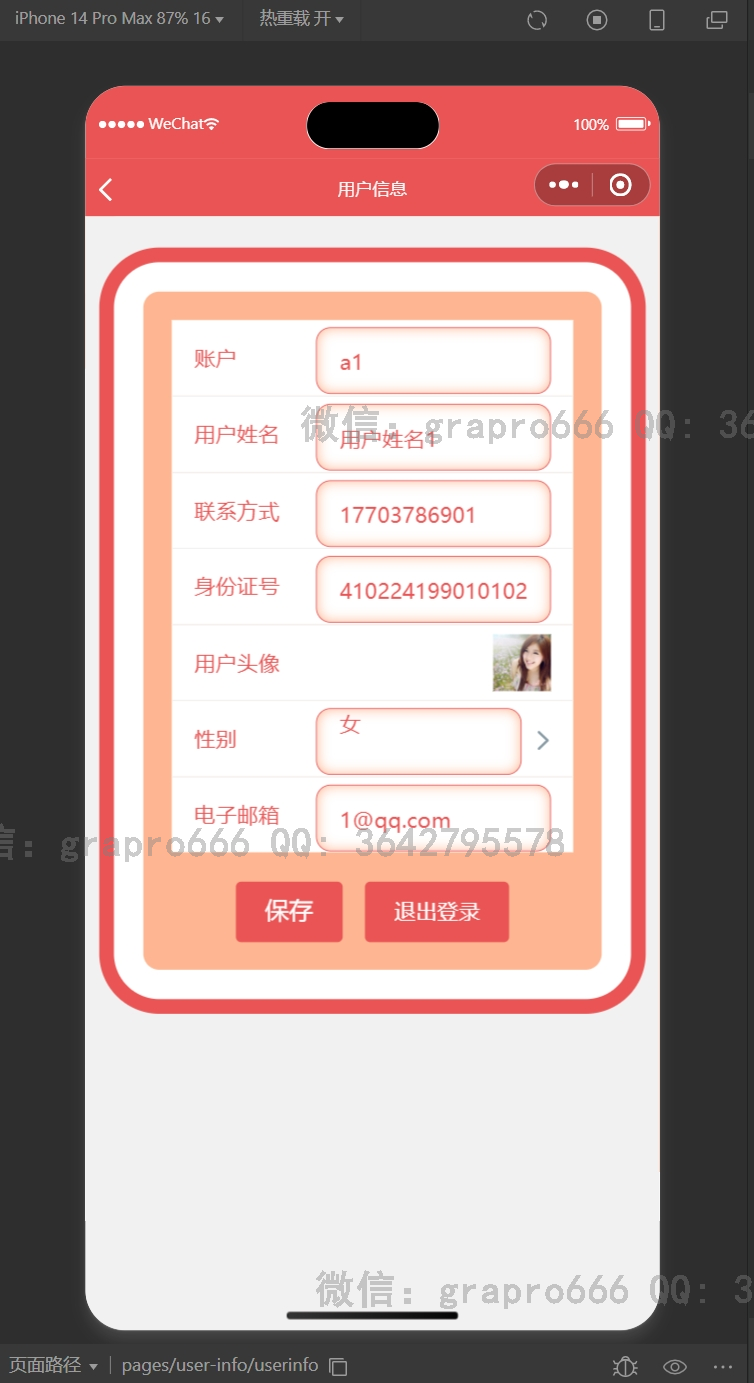 iPhone 14 Pro Max 87% 16 热重载 开
WeChat 100%
用户信息
账户 a1
微信: grapro666 QQ: 36
用户姓名 用户姓名1
联系方式 17703786901
身份证号 410224199010102
用户头像
性别 女
电子邮箱 1@qq.com
信: grapro666 QQ: 3642795578
保存 退出登录
微信: grapro666 QQ: 3
页面路径 pages/user-info/userinfo